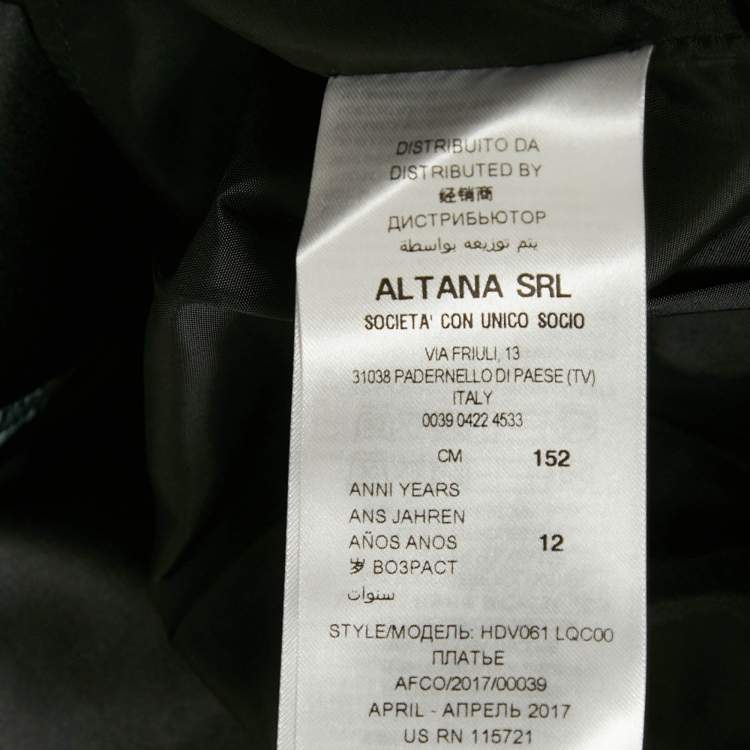 DISTRIBUITO DA
DISTRIBUTED BY
经销商
ДИСТРИБЬЮТОР
يتم توزيعه بواسطة
ALTANA SRL
SOCIETA' CON UNICO SOCIO
VIA FRIULI, 13
31038 PADERNELLO DI PAESE (TV)
ITALY
0039 0422 4533
CM 152
ANNI YEARS
ANS JAHREN
AÑOS ANOS 12
岁 ВОЗРАСТ
سنوات
STYLE/МОДЕЛЬ: HDV061 LQC00
ПЛАТЬЕ
AFCO/2017/00039
APRIL - АПРЕЛЬ 2017
US RN 115721